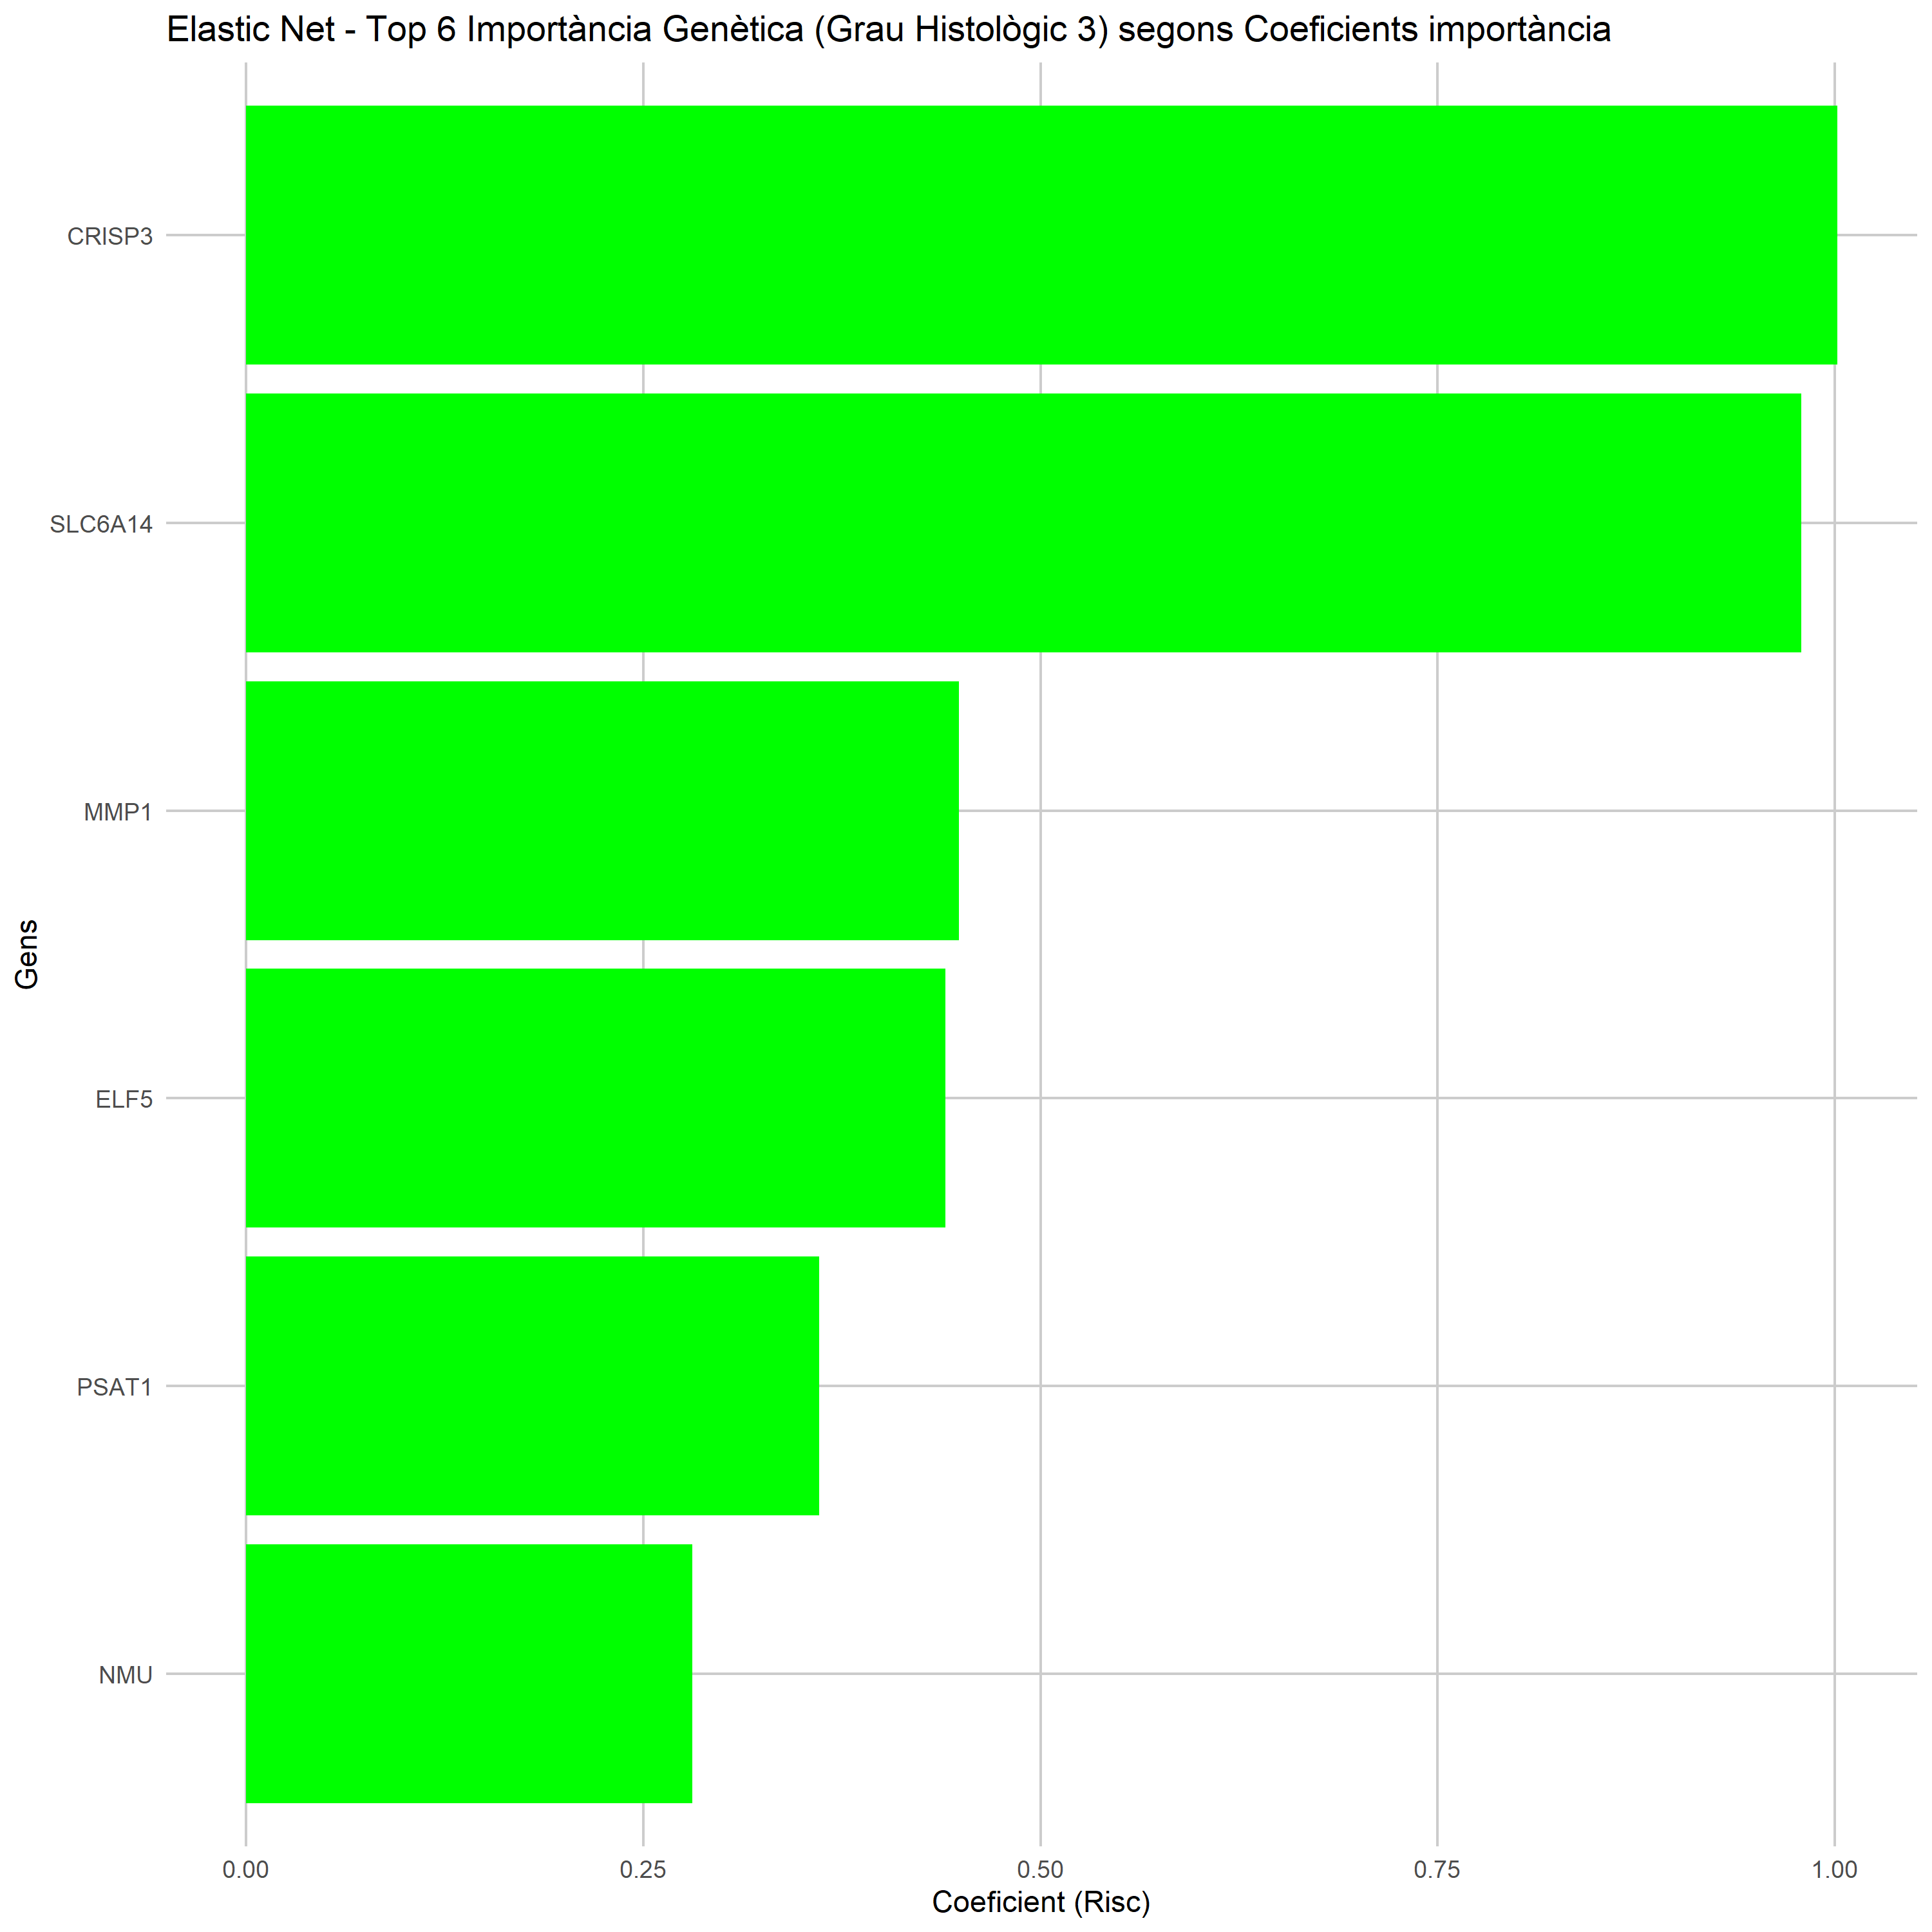 Elastic Net - Top 6 Importància Genètica (Grau Histològic 3) segons Coeficients importància
CRISP3
SLC6A14
MMP1
ELF5
PSAT1
NMU
Gens
0.00 0.25 0.50 0.75 1.00
Coeficient (Risc)